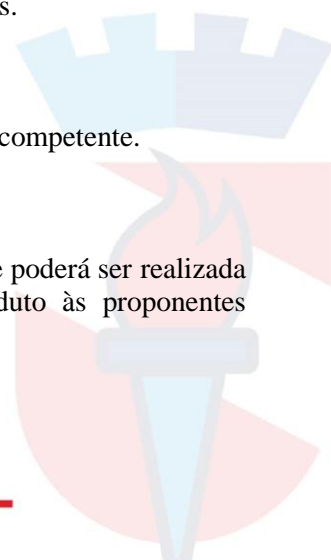 s.
competente.
e poderá ser realizada
duto às proponentes